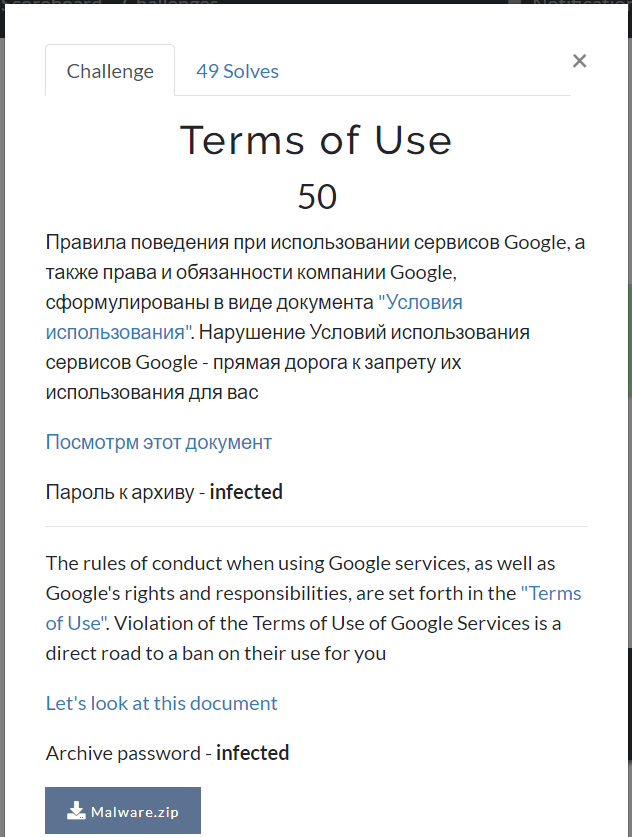 Challenge
49 Solves
×
Terms of Use
50
Правила поведения при использовании сервисов Google, а
также права и обязанности компании Google,
сформулированы в виде документа "Условия
использования". Нарушение Условий использования
сервисов Google - прямая дорога к запрету их
использования для вас
Посмотрм этот документ
Пароль к архиву - infected
The rules of conduct when using Google services, as well as
Google's rights and responsibilities, are set forth in the "Terms
of Use". Violation of the Terms of Use of Google Services is a
direct road to a ban on their use for you
Let's look at this document
Archive password - infected
Malware.zip